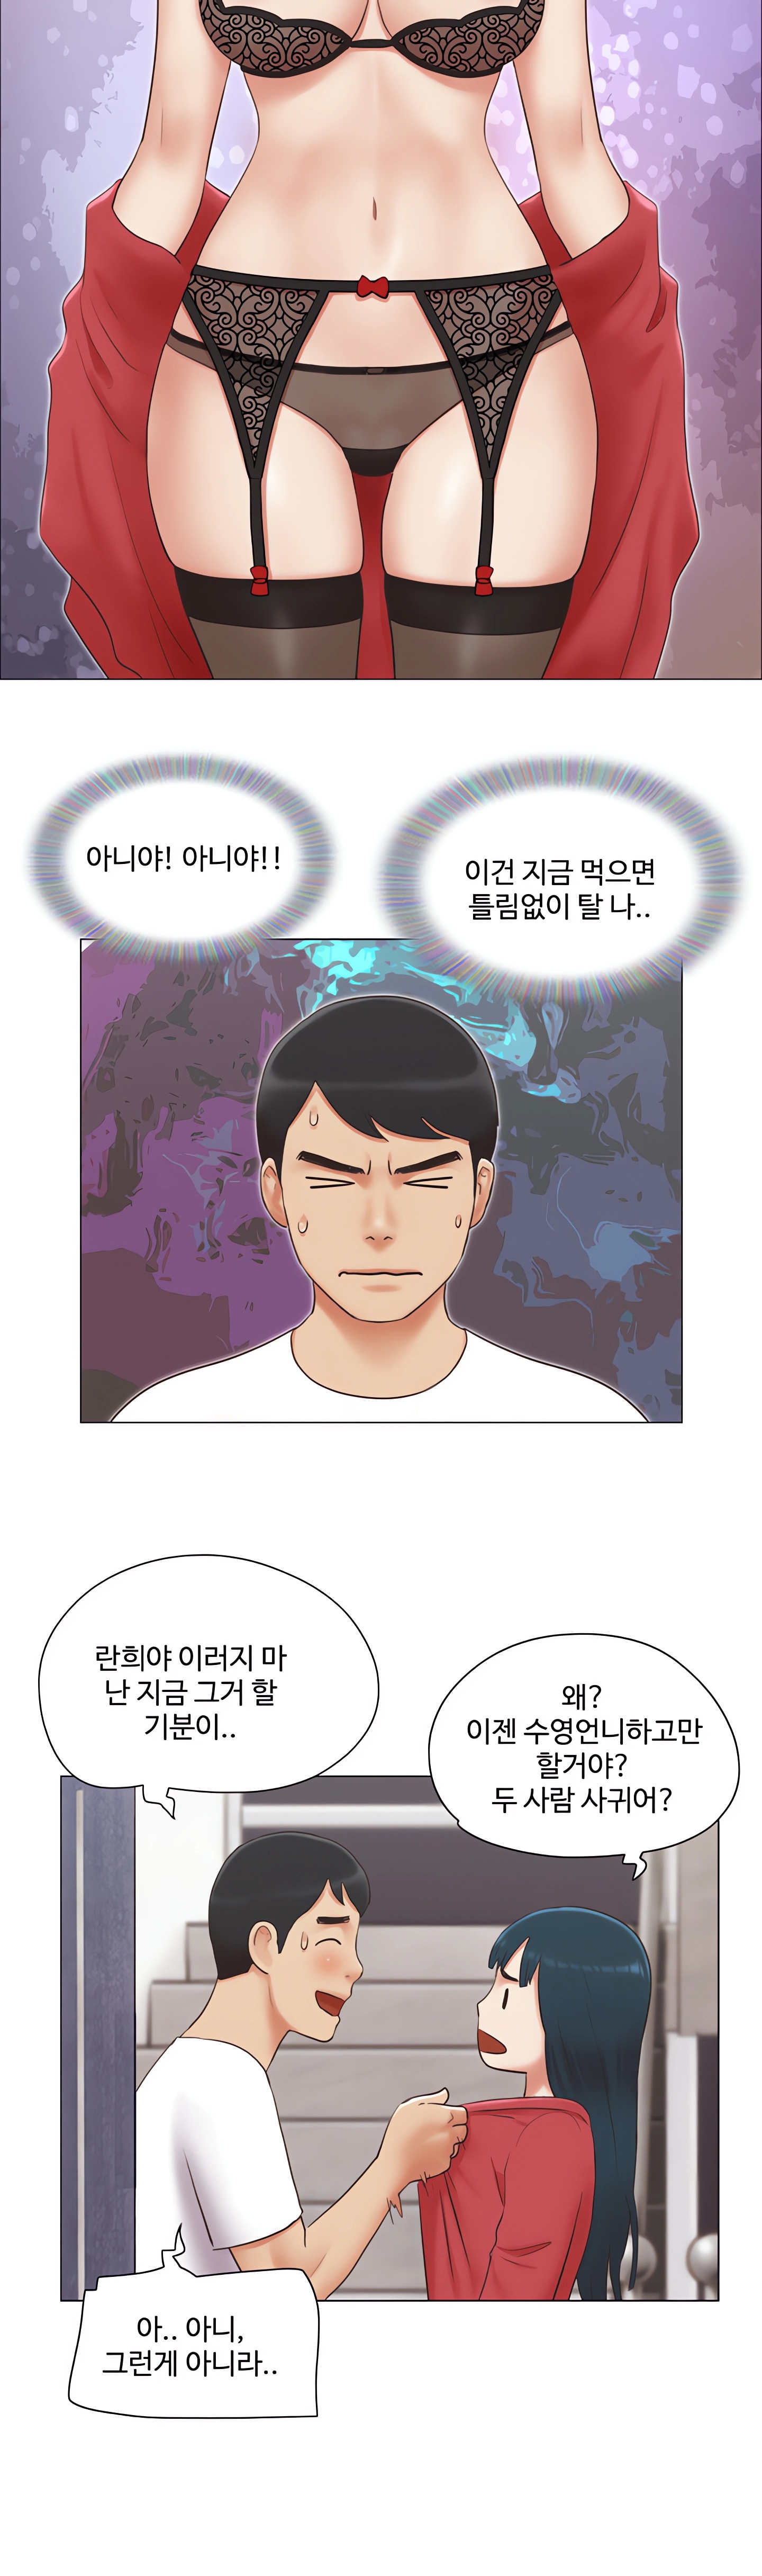 아니야! 아니야!!
이건 지금 먹으면
틀림없이 탈 나..
란희야 이러지 마
난 지금 그거 할
기분이..
왜?
이젠 수영언니하고만
할거야?
두 사람 사귀어?
아.. 아니,
그런게 아니라..